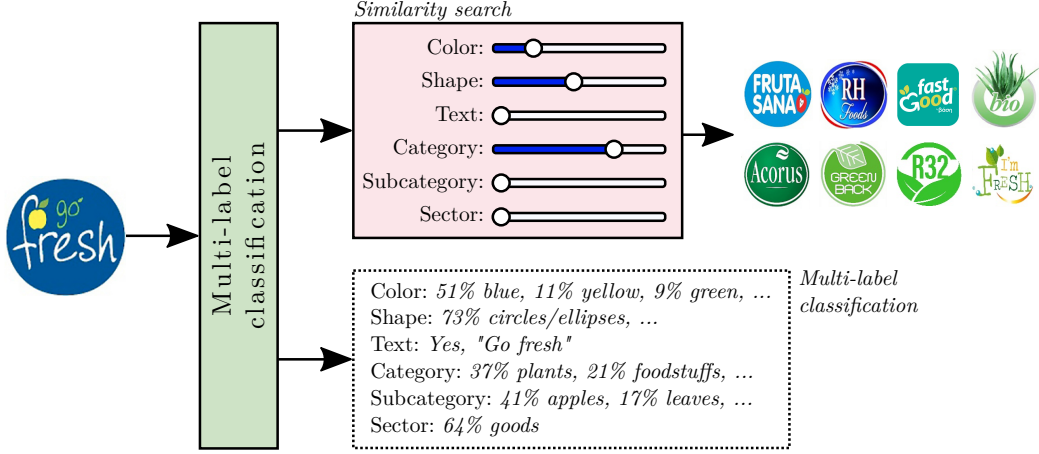 Similarity search
Color:
Shape:
Text:
Category:
Subcategory:
Sector:
go
fresh
Multi-label
classification
FRUTA
SANA
RH
Foods
fast
Good
bio
Acorus
GREEN
BACK
R32
I'm
FRESH
Color: 51% blue, 11% yellow, 9% green, ...
Shape: 73% circles/ellipses, ...
Text: Yes, "Go fresh"
Category: 37% plants, 21% foodstuffs, ...
Subcategory: 41% apples, 17% leaves, ...
Sector: 64% goods
Multi-label
classification